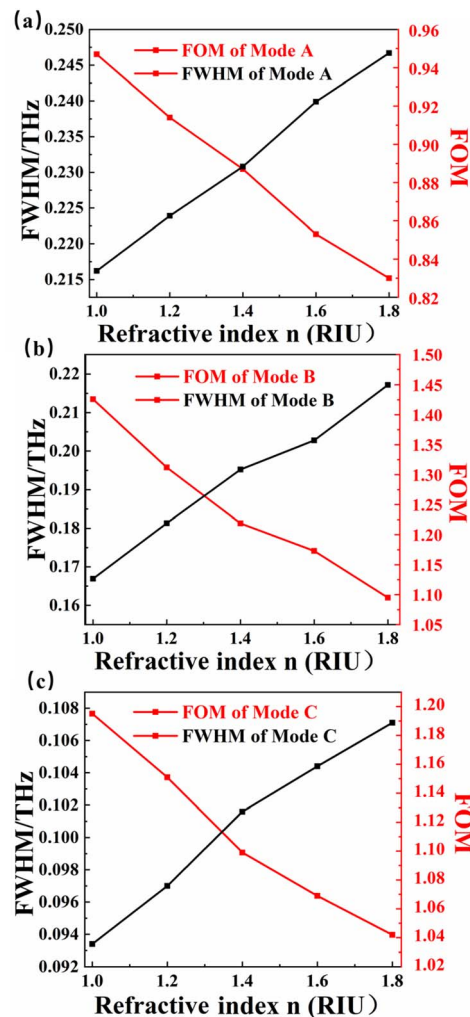 (a)
FOM of Mode A
FWHM of Mode A
FWHM/THz
0.250
0.245
0.240
0.235
0.230
0.225
0.220
0.215
FOM
0.96
0.94
0.92
0.90
0.88
0.86
0.84
0.82
1.0 1.2 1.4 1.6 1.8
Refractive index n (RIU）
(b)
FOM of Mode B
FWHM of Mode B
FWHM/THz
0.22
0.21
0.20
0.19
0.18
0.17
0.16
FOM
1.50
1.45
1.40
1.35
1.30
1.25
1.20
1.15
1.10
1.05
1.0 1.2 1.4 1.6 1.8
Refractive index n (RIU）
(c)
FOM of Mode C
FWHM of Mode C
FWHM/THz
0.108
0.106
0.104
0.102
0.100
0.098
0.096
0.094
0.092
FOM
1.20
1.18
1.16
1.14
1.12
1.10
1.08
1.06
1.04
1.02
1.0 1.2 1.4 1.6 1.8
Refractive index n (RIU）